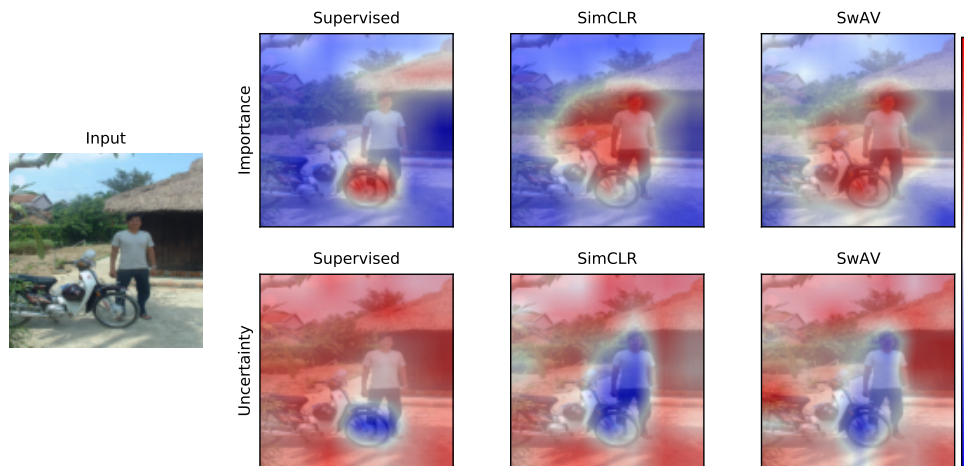 Supervised SimCLR SwAV
Importance
Input
Supervised SimCLR SwAV
Uncertainty